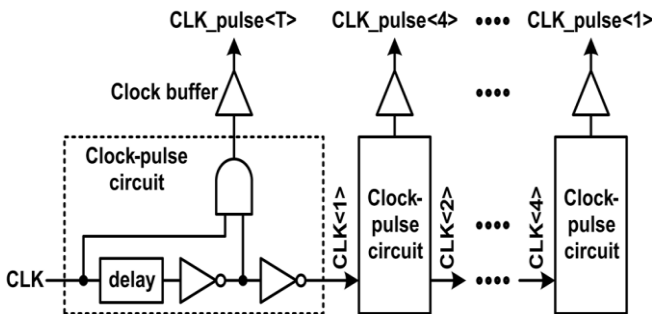 CLK_pulse<T> CLK_pulse<4> •••• CLK_pulse<1>
Clock buffer
••••
Clock-pulse
circuit
CLK
delay
CLK<1>
Clock-
pulse
circuit
CLK<2>
••••
••••
CLK<4>
Clock-
pulse
circuit